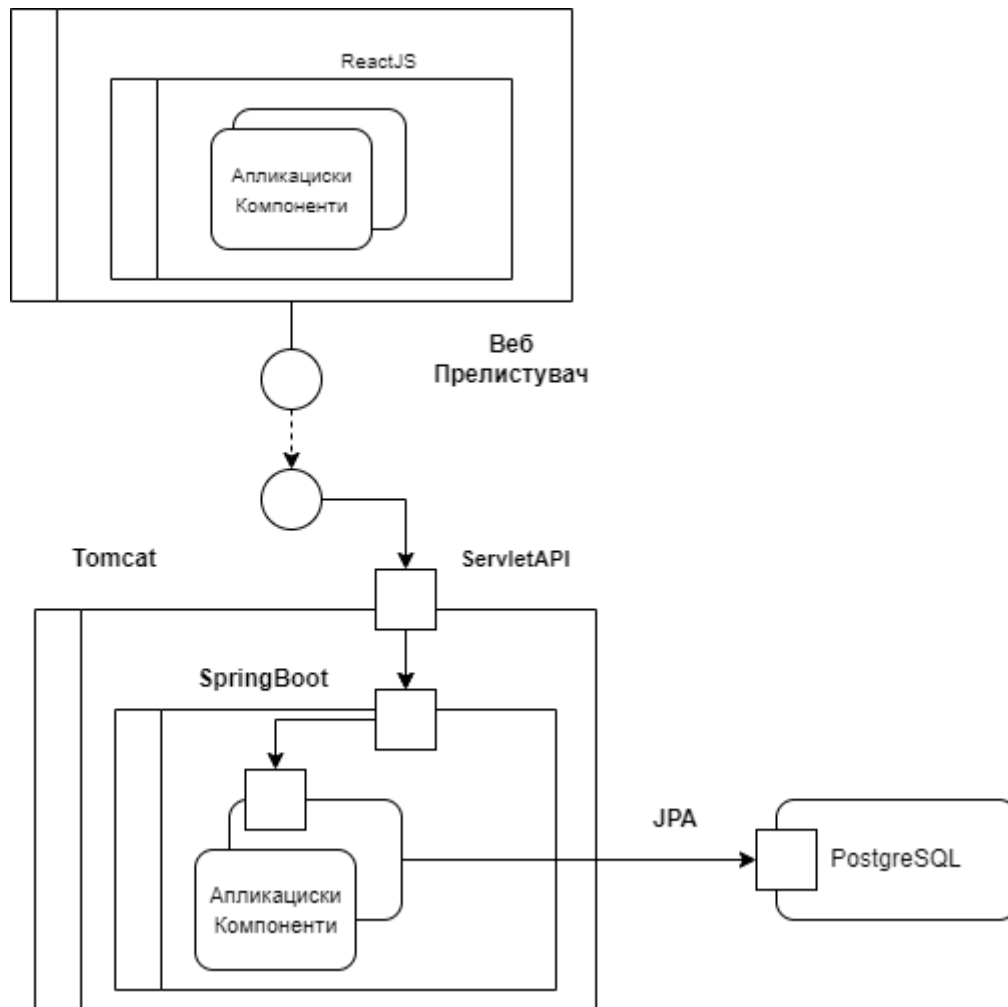 ReactJS
Апликациски
Компоненти
Веб
Прелистувач
Tomcat
ServletAPI
SpringBoot
JPA
PostgreSQL
Апликациски
Компоненти